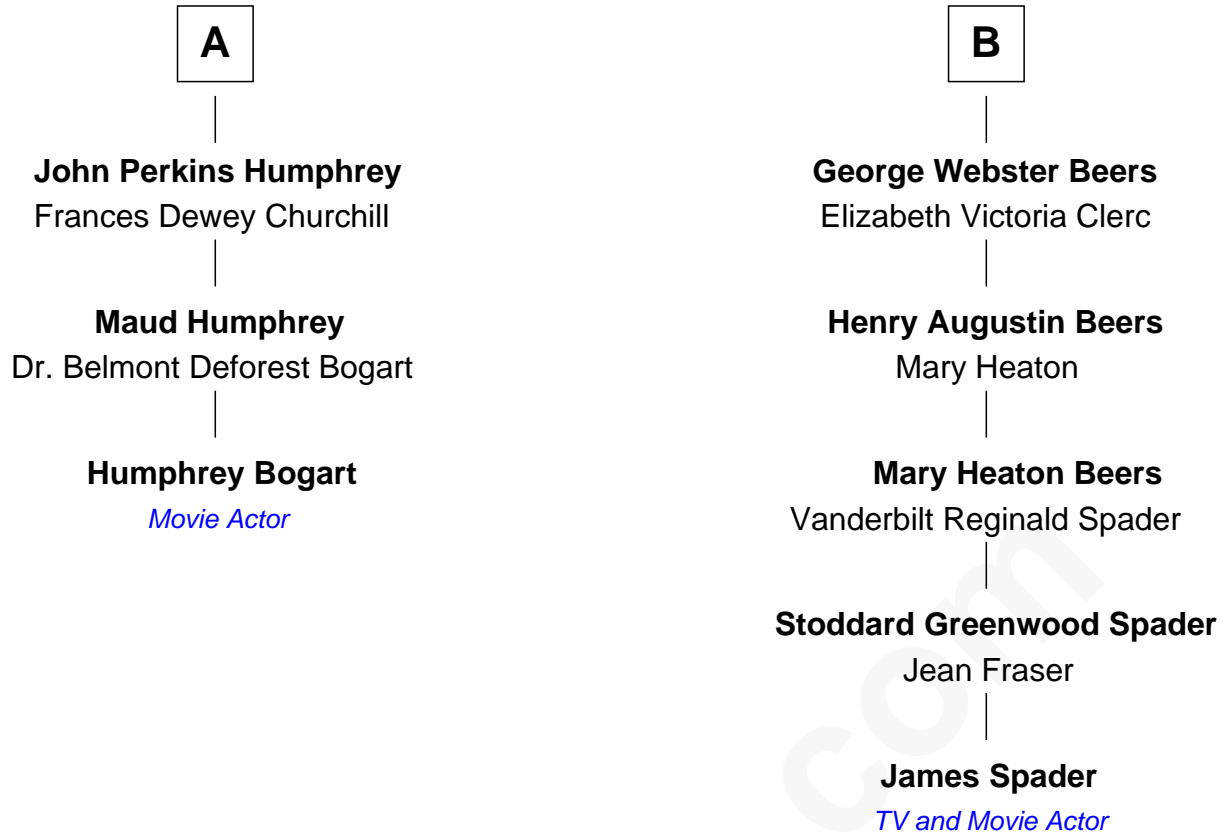 A
John Perkins Humphrey
Frances Dewey Churchill
Maud Humphrey
Dr. Belmont Deforest Bogart
Humphrey Bogart
Movie Actor
B
George Webster Beers
Elizabeth Victoria Clerc
Henry Augustin Beers
Mary Heaton
Mary Heaton Beers
Vanderbilt Reginald Spader
Stoddard Greenwood Spader
Jean Fraser
James Spader
TV and Movie Actor
com